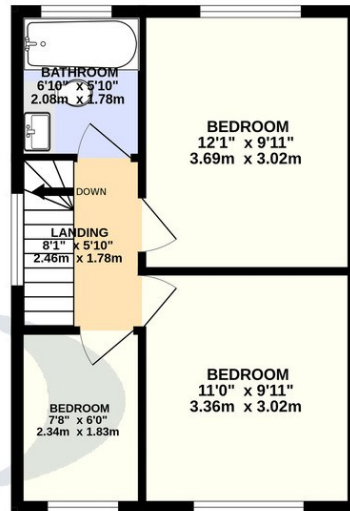 BATHROOM
6'10" x 5'10"
2.08m x 1.78m
BEDROOM
12'1" x 9'11"
3.69m x 3.02m
DOWN
LANDING
8'1" x 5'10"
2.46m x 1.78m
BEDROOM
11'0" x 9'11"
3.36m x 3.02m
BEDROOM
7'8" x 6'0"
2.34m x 1.83m